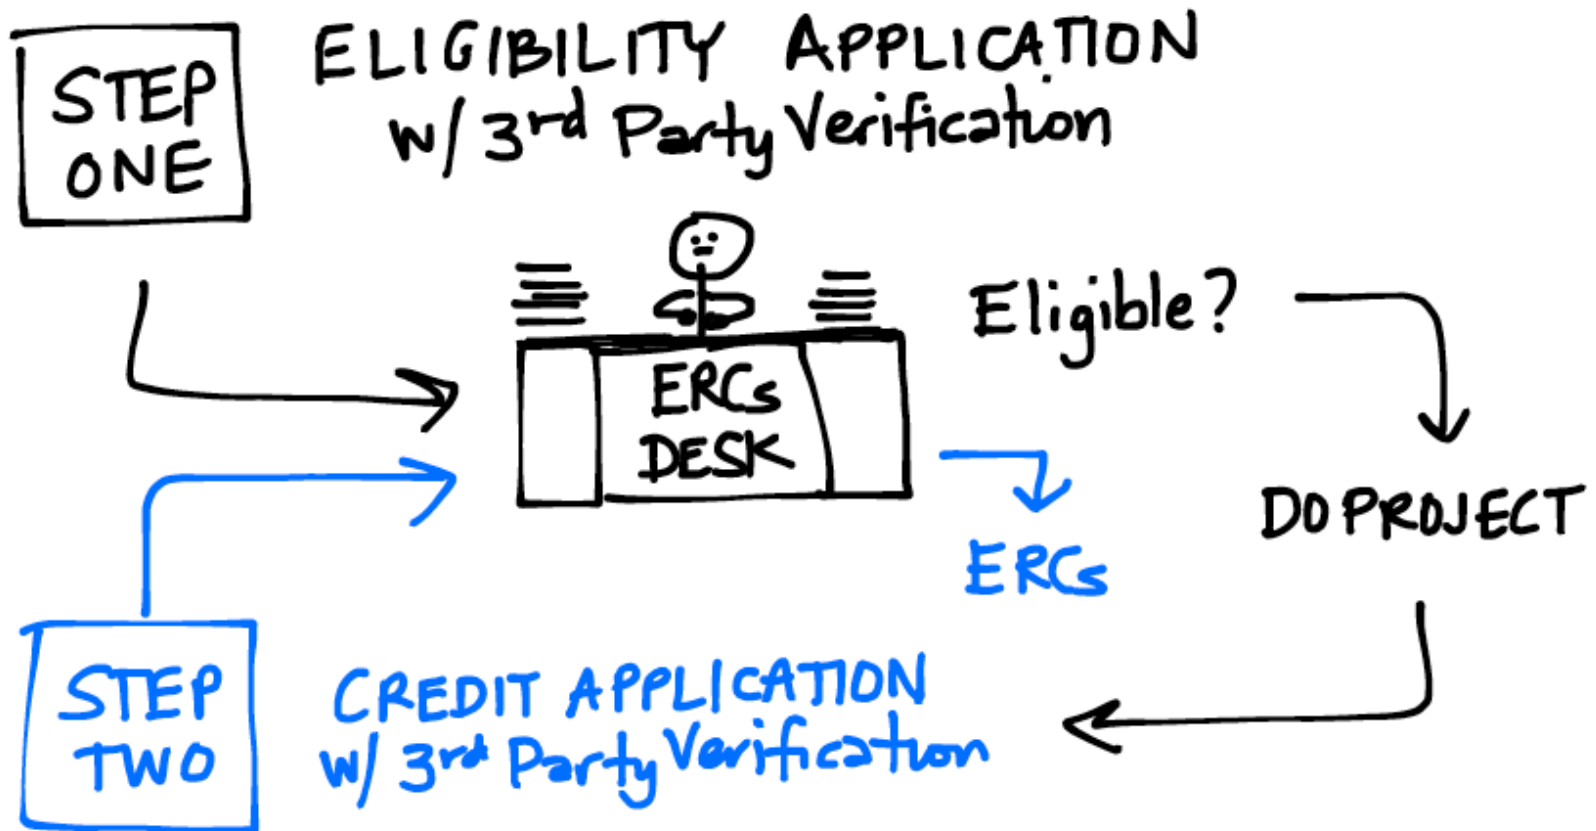 STEP
ONE
ELIGIBILITY APPLICATION
w/ 3rd Party Verification
Eligible?
ERCs
DESK
DO PROJECT
ERCs
STEP
TWO
CREDIT APPLICATION
w/ 3rd Party Verification